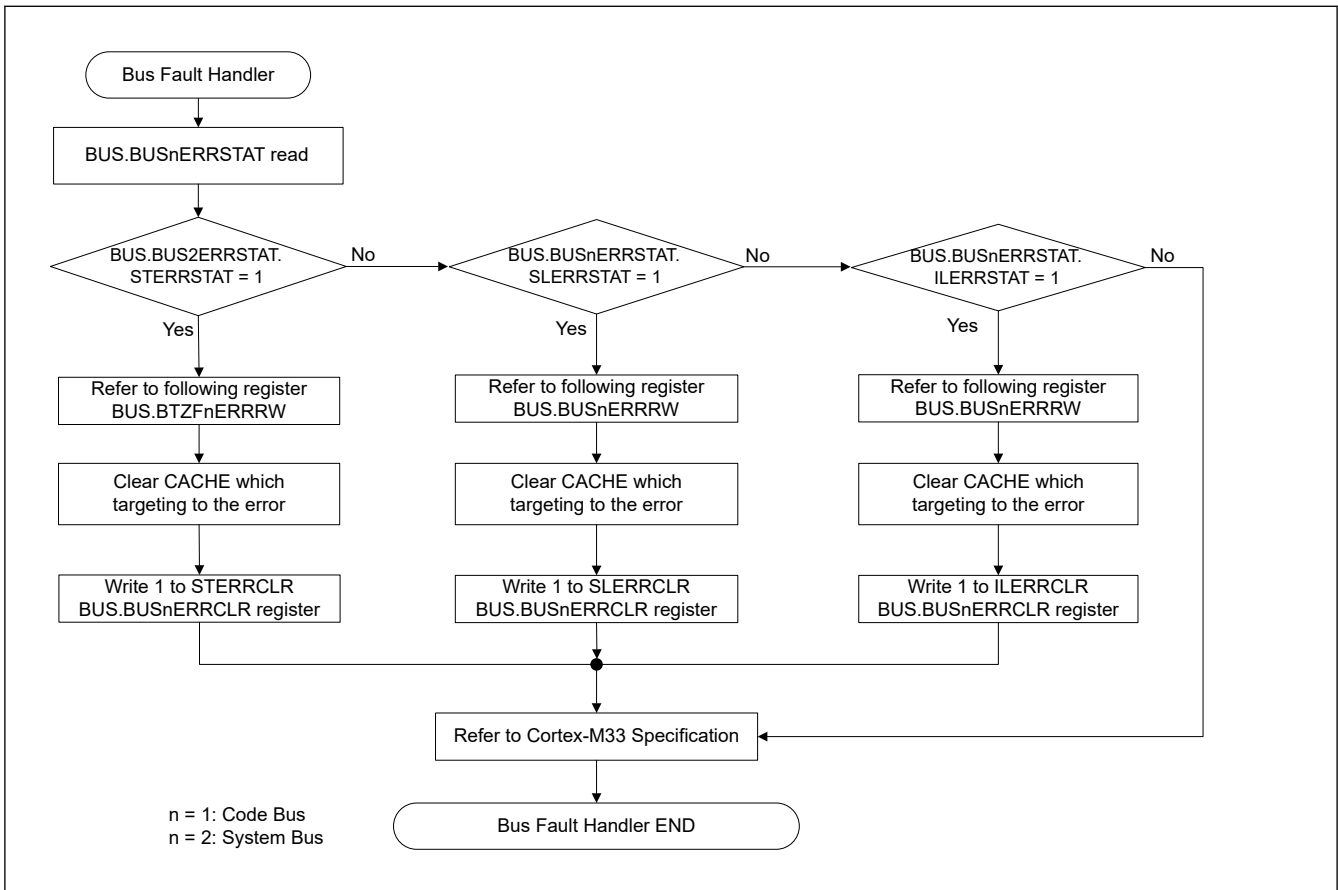 Bus Fault Handler
BUS.BUSnERRSTAT read
BUS.BUS2ERRSTAT.
STERRSTAT = 1
No
BUS.BUSnERRSTAT.
SLERRSTAT = 1
No
BUS.BUSnERRSTAT.
ILERRSTAT = 1
No
Yes
Yes
Yes
Refer to following register
BUS.BTZFnERRRW
Refer to following register
BUS.BUSnERRRW
Refer to following register
BUS.BUSnERRRW
Clear CACHE which
targeting to the error
Clear CACHE which
targeting to the error
Clear CACHE which
targeting to the error
Write 1 to STERRCLR
BUS.BUSnERRCLR register
Write 1 to SLERRCLR
BUS.BUSnERRCLR register
Write 1 to ILERRCLR
BUS.BUSnERRCLR register
Refer to Cortex-M33 Specification
n = 1: Code Bus
n = 2: System Bus
Bus Fault Handler END